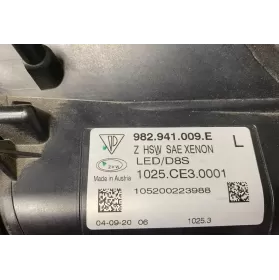 982.941.009.E
Z HSW SAE XENON L
LED/D8S
ZKW
Made in Austria
1025.CE3.0001
105200223988
04-09-20 06 1025.3